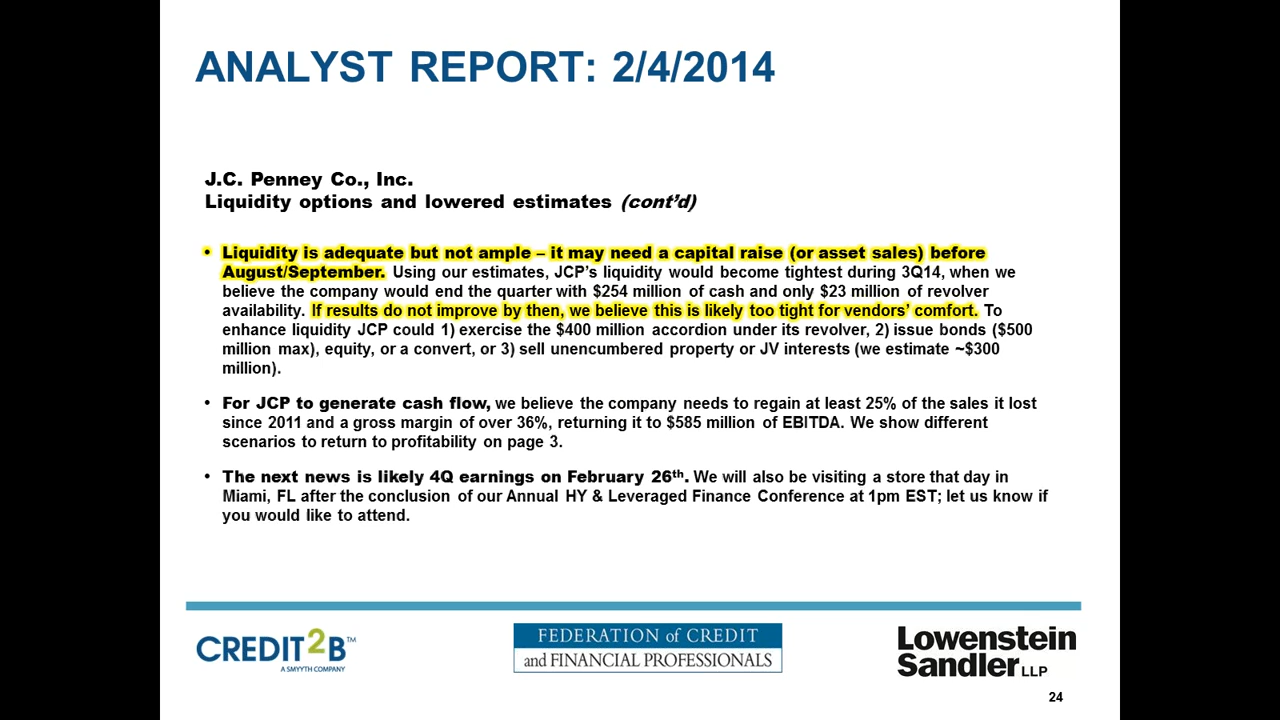 ANALYST REPORT: 2/4/2014
J.C. Penney Co., Inc.
Liquidity options and lowered estimates (cont’d)
• Liquidity is adequate but not ample – it may need a capital raise (or asset sales) before
August/September. Using our estimates, JCP’s liquidity would become tightest during 3Q14, when we
believe the company would end the quarter with $254 million of cash and only $23 million of revolver
availability. If results do not improve by then, we believe this is likely too tight for vendors’ comfort. To
enhance liquidity JCP could 1) exercise the $400 million accordion under its revolver, 2) issue bonds ($500
million max), equity, or a convert, or 3) sell unencumbered property or JV interests (we estimate ~$300
million).
• For JCP to generate cash flow, we believe the company needs to regain at least 25% of the sales it lost
since 2011 and a gross margin of over 36%, returning it to $585 million of EBITDA. We show different
scenarios to return to profitability on page 3.
• The next news is likely 4Q earnings on February 26th. We will also be visiting a store that day in
Miami, FL after the conclusion of our Annual HY & Leveraged Finance Conference at 1pm EST; let us know if
you would like to attend.
CREDIT2B™
A SMYYTH COMPANY
FEDERATION of CREDIT
and FINANCIAL PROFESSIONALS
Lowenstein
Sandler LLP
24